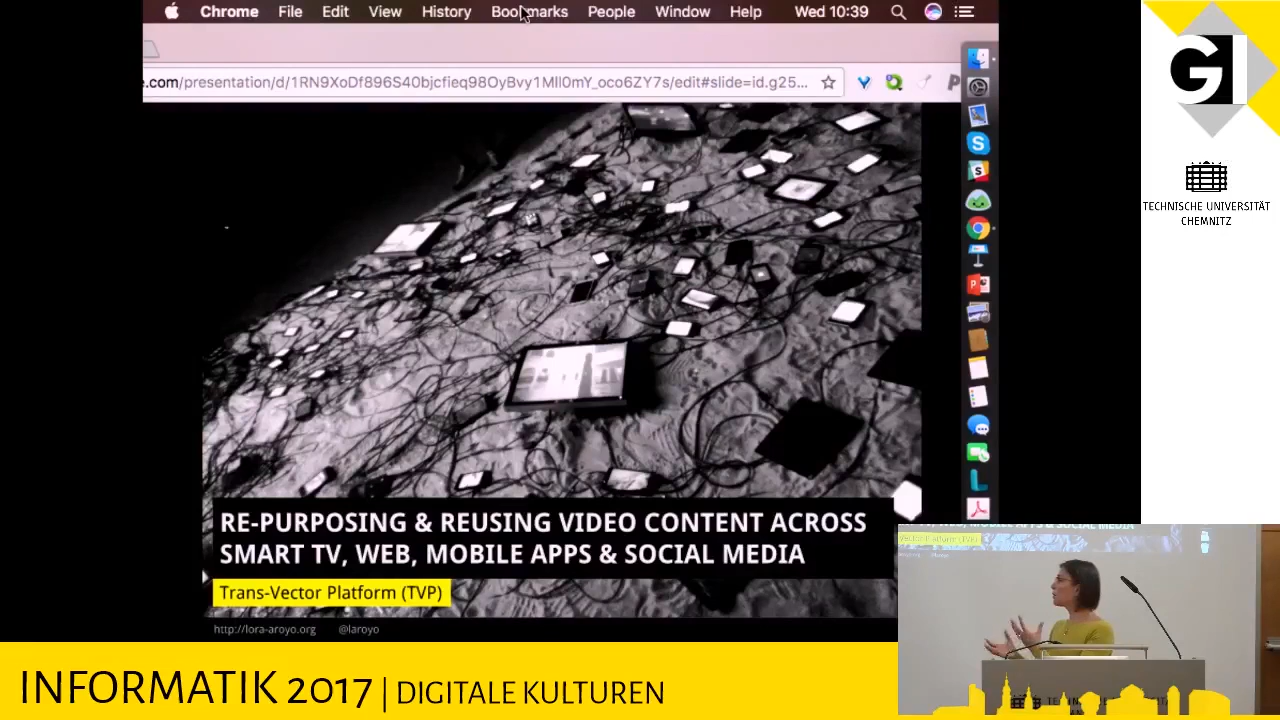 Chrome File Edit View History Bookmarks People Window Help Wed 10:39
e.com/presentation/d/1RN9XoDf896S40bjcfieq98OyBvy1MlI0mY_oco6ZY7s/edit#slide=id.g25...
GI
TECHNISCHE UNIVERSITÄT
CHEMNITZ
RE-PURPOSING & REUSING VIDEO CONTENT ACROSS
SMART TV, WEB, MOBILE APPS & SOCIAL MEDIA
Trans-Vector Platform (TVP)
http://lora-aroyo.org @laroyo
INFORMATIK 2017 | DIGITALE KULTUREN